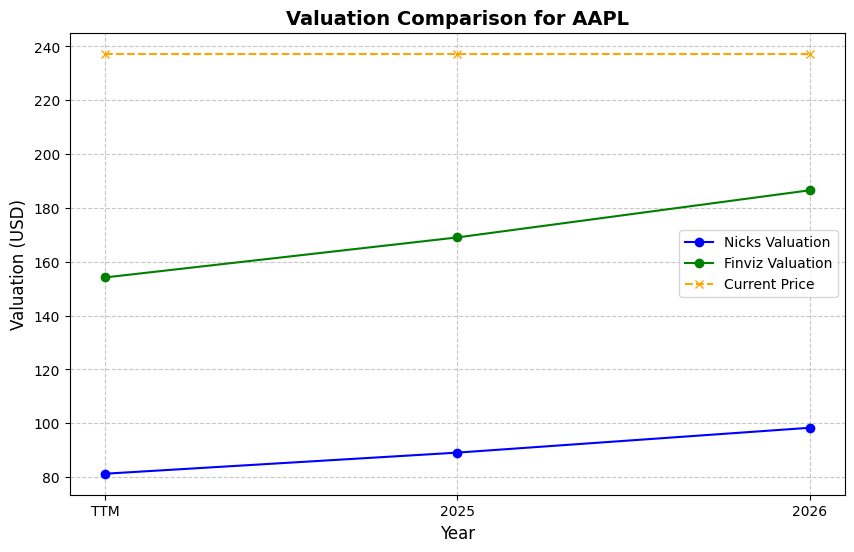 Valuation Comparison for AAPL
Valuation (USD)
240
220
200
180
160
140
120
100
80
Nicks Valuation
Finviz Valuation
Current Price
TTM
2025
2026
Year